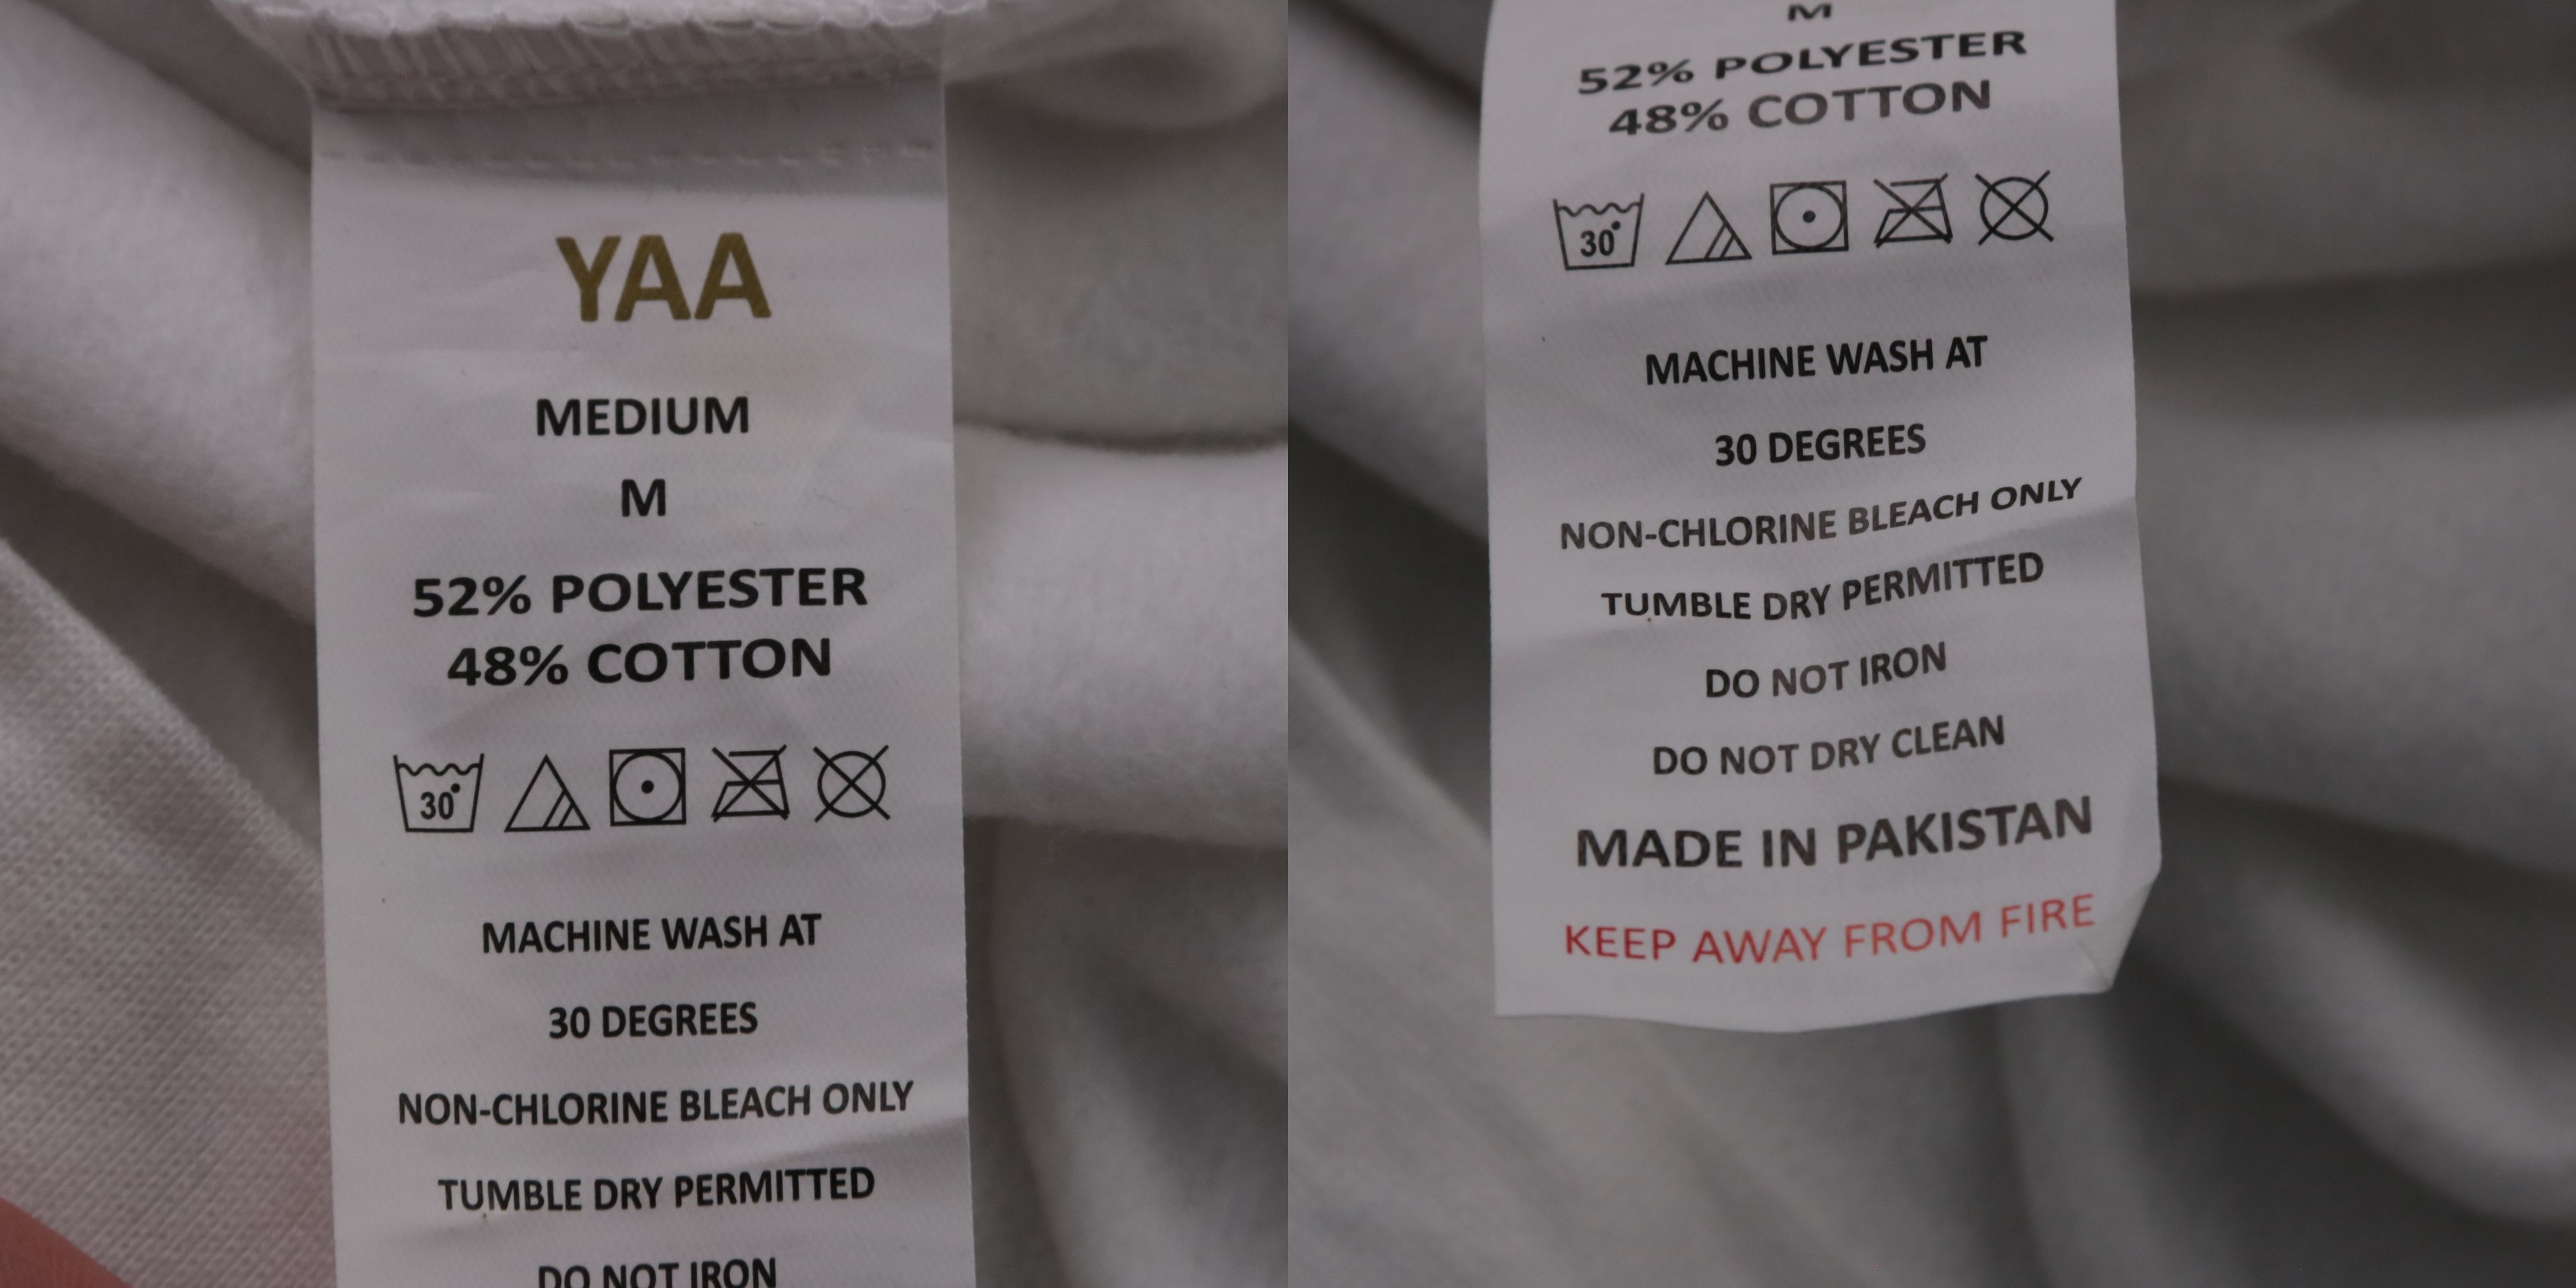 YAA
MEDIUM
M
52% POLYESTER
48% COTTON
30°
MACHINE WASH AT
30 DEGREES
NON-CHLORINE BLEACH ONLY
TUMBLE DRY PERMITTED
DO NOT IRON
M
52% POLYESTER
48% COTTON
30°
MACHINE WASH AT
30 DEGREES
NON-CHLORINE BLEACH ONLY
TUMBLE DRY PERMITTED
DO NOT IRON
DO NOT DRY CLEAN
MADE IN PAKISTAN
KEEP AWAY FROM FIRE